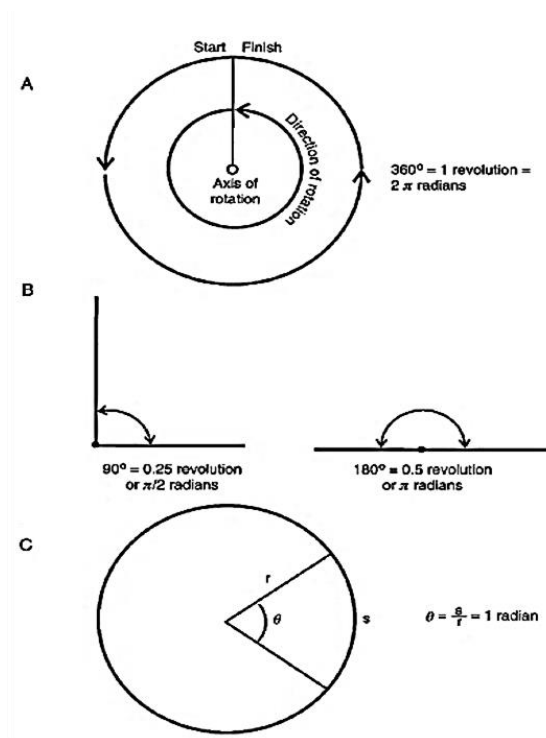 Start Finish
A
Direction of rotation
Axis of
rotation
360° = 1 revolution =
2 π radians
B
90° = 0.25 revolution
or π/2 radians
180° = 0.5 revolution
or π radians
C
r
θ
s
θ = s/r = 1 radian